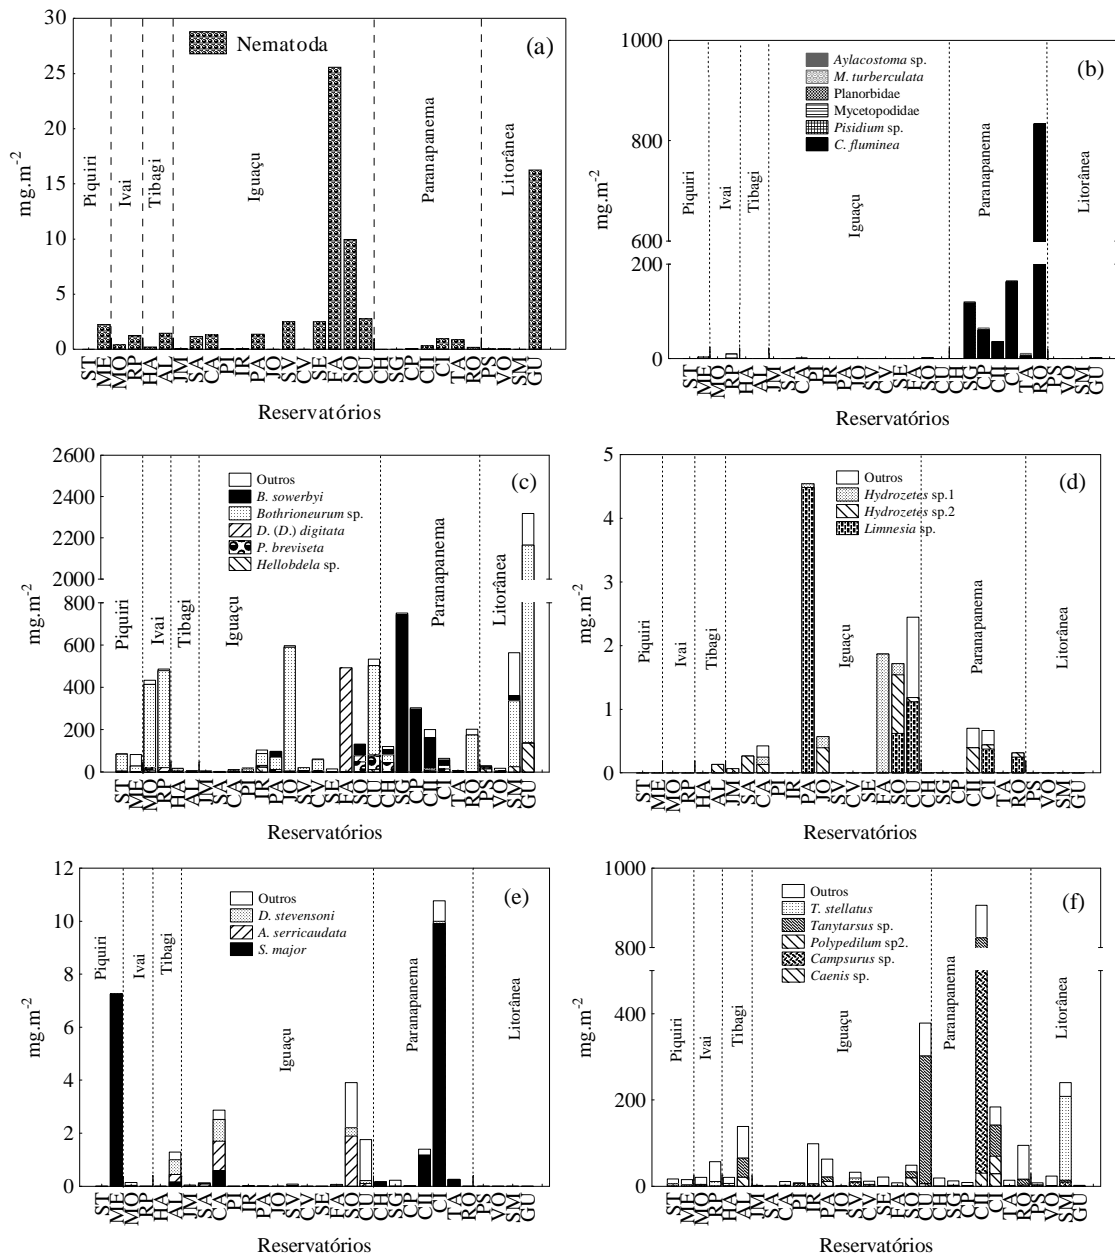 (a)
Nematoda
30
25
20
15
10
5
0
mg.m-2
Piquiri
Ivai
Tibagi
Iguaçu
Paranapanema
Litorânea
ST ME MO RP HA AL JM SA CA PI IR PA JO SV CV SE FA SO CU CH SG CP CII CI TA RO PS VO SM GU
Reservatórios
(b)
Aylacostoma sp.
M. turberculata
Planorbidae
Mycetopodidae
Pisidium sp.
C. fluminea
1000
800
600
200
0
mg.m-2
Piquiri
Ivai
Tibagi
Iguaçu
Paranapanema
Litorânea
ST ME MO RP HA AL JM SA CA PI IR PA JO SV CV SE FA SO CU CH SG CP CII CI TA RO PS VO SM GU
Reservatórios
(c)
Outros
B. sowerbyi
Bothrioneurum sp.
D. (D.) digitata
P. breviseta
Hellobdela sp.
2600
2400
2200
2000
800
600
400
200
0
mg.m-2
Piquiri
Ivai
Tibagi
Iguaçu
Paranapanema
Litorânea
ST ME MO RP HA AL JM SA CA PI IR PA JO SV CV SE FA SO CU CH SG CP CII CI TA RO PS VO SM GU
Reservatórios
(d)
Outros
Hydrozetes sp.1
Hydrozetes sp.2
Limnesia sp.
5
4
3
2
1
0
mg.m-2
Piquiri
Ivai
Tibagi
Iguaçu
Paranapanema
Litorânea
ST ME MO RP HA AL JM SA CA PI IR PA JO SV CV SE FA SO CU CH SG CP CII CI TA RO PS VO SM GU
Reservatórios
(e)
Outros
D. stevensoni
A. serricaudata
S. major
12
10
8
6
4
2
0
mg.m-2
Piquiri
Ivai
Tibagi
Iguaçu
Paranapanema
Litorânea
ST ME MO RP HA AL JM SA CA PI IR PA JO SV CV SE FA SO CU CH SG CP CII CI TA RO PS VO SM GU
Reservatórios
(f)
Outros
T. stellatus
Tanytarsus sp.
Polypedilum sp2.
Campsurus sp.
Caenis sp.
1000
800
400
200
0
mg.m-2
Piquiri
Ivai
Tibagi
Iguaçu
Paranapanema
Litorânea
ST ME MO RP HA AL JM SA CA PI IR PA JO SV CV SE FA SO CU CH SG CP CII CI TA RO PS VO SM GU
Reservatórios